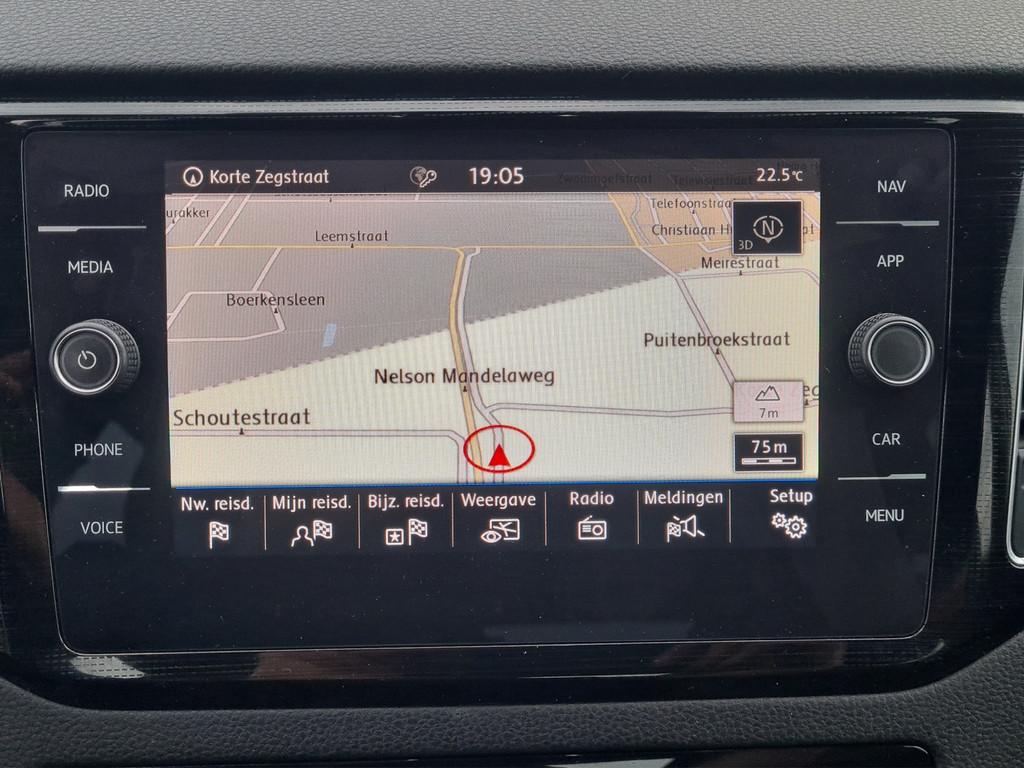 RADIO
MEDIA
PHONE
VOICE
Korte Zegstraat
19:05
22.5°C
Telefoonstraat
urakker
Leemstraat
Christiaan H
N
3D
Meirestraat
Boerkensleen
Puitenbroekstraat
Nelson Mandelaweg
7m
Schoutestraat
75m
Nw. reisd.
Mijn reisd.
Bijz. reisd.
Weergave
Radio
Meldingen
Setup
NAV
APP
CAR
MENU